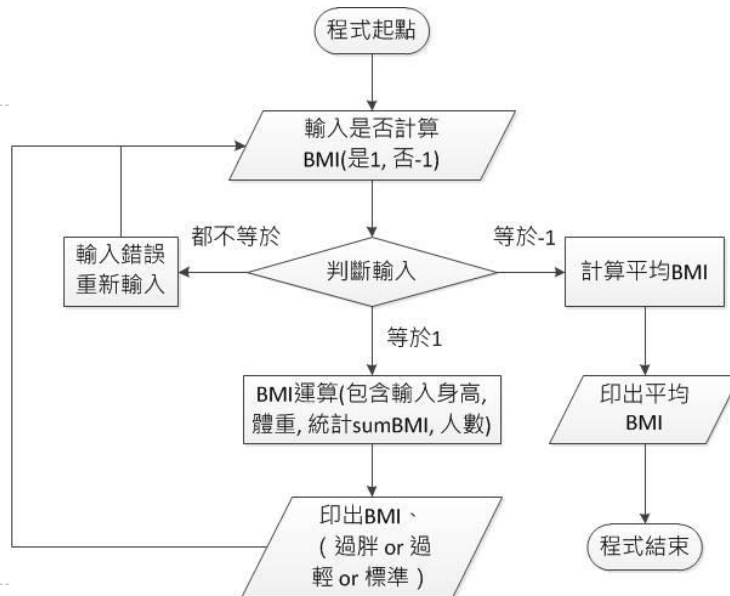 程式起點
輸入是否計算
BMI(是1, 否-1)
都不等於
等於-1
輸入錯誤
重新輸入
判斷輸入
計算平均BMI
等於1
BMI運算(包含輸入身高,
體重, 統計sumBMI, 人數)
印出平均
BMI
印出BMI、
（過胖 or 過
輕 or 標準）
程式結束